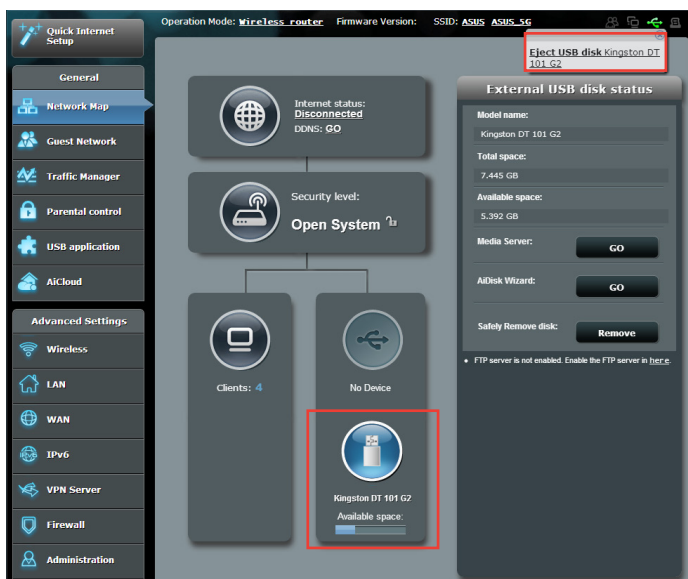 Quick Internet
Setup
Operation Mode: Wireless router Firmware Version: SSID: ASUS ASUS_5G
Eject USB disk Kingston DT
101 G2
General
Network Map
Guest Network
Traffic Manager
Parental control
USB application
AiCloud
Advanced Settings
Wireless
LAN
WAN
IPv6
VPN Server
Firewall
Administration
Internet status:
Disconnected
DDNS: GO
Security level:
Open System
Clients: 4
No Device
Kingston DT 101 G2
Available space:
External USB disk status
Model name:
Kingston DT 101 G2
Total space:
7.445 GB
Available space:
5.392 GB
Media Server: GO
AiDisk Wizard: GO
Safely Remove disk: Remove
• FTP server is not enabled. Enable the FTP server in here.